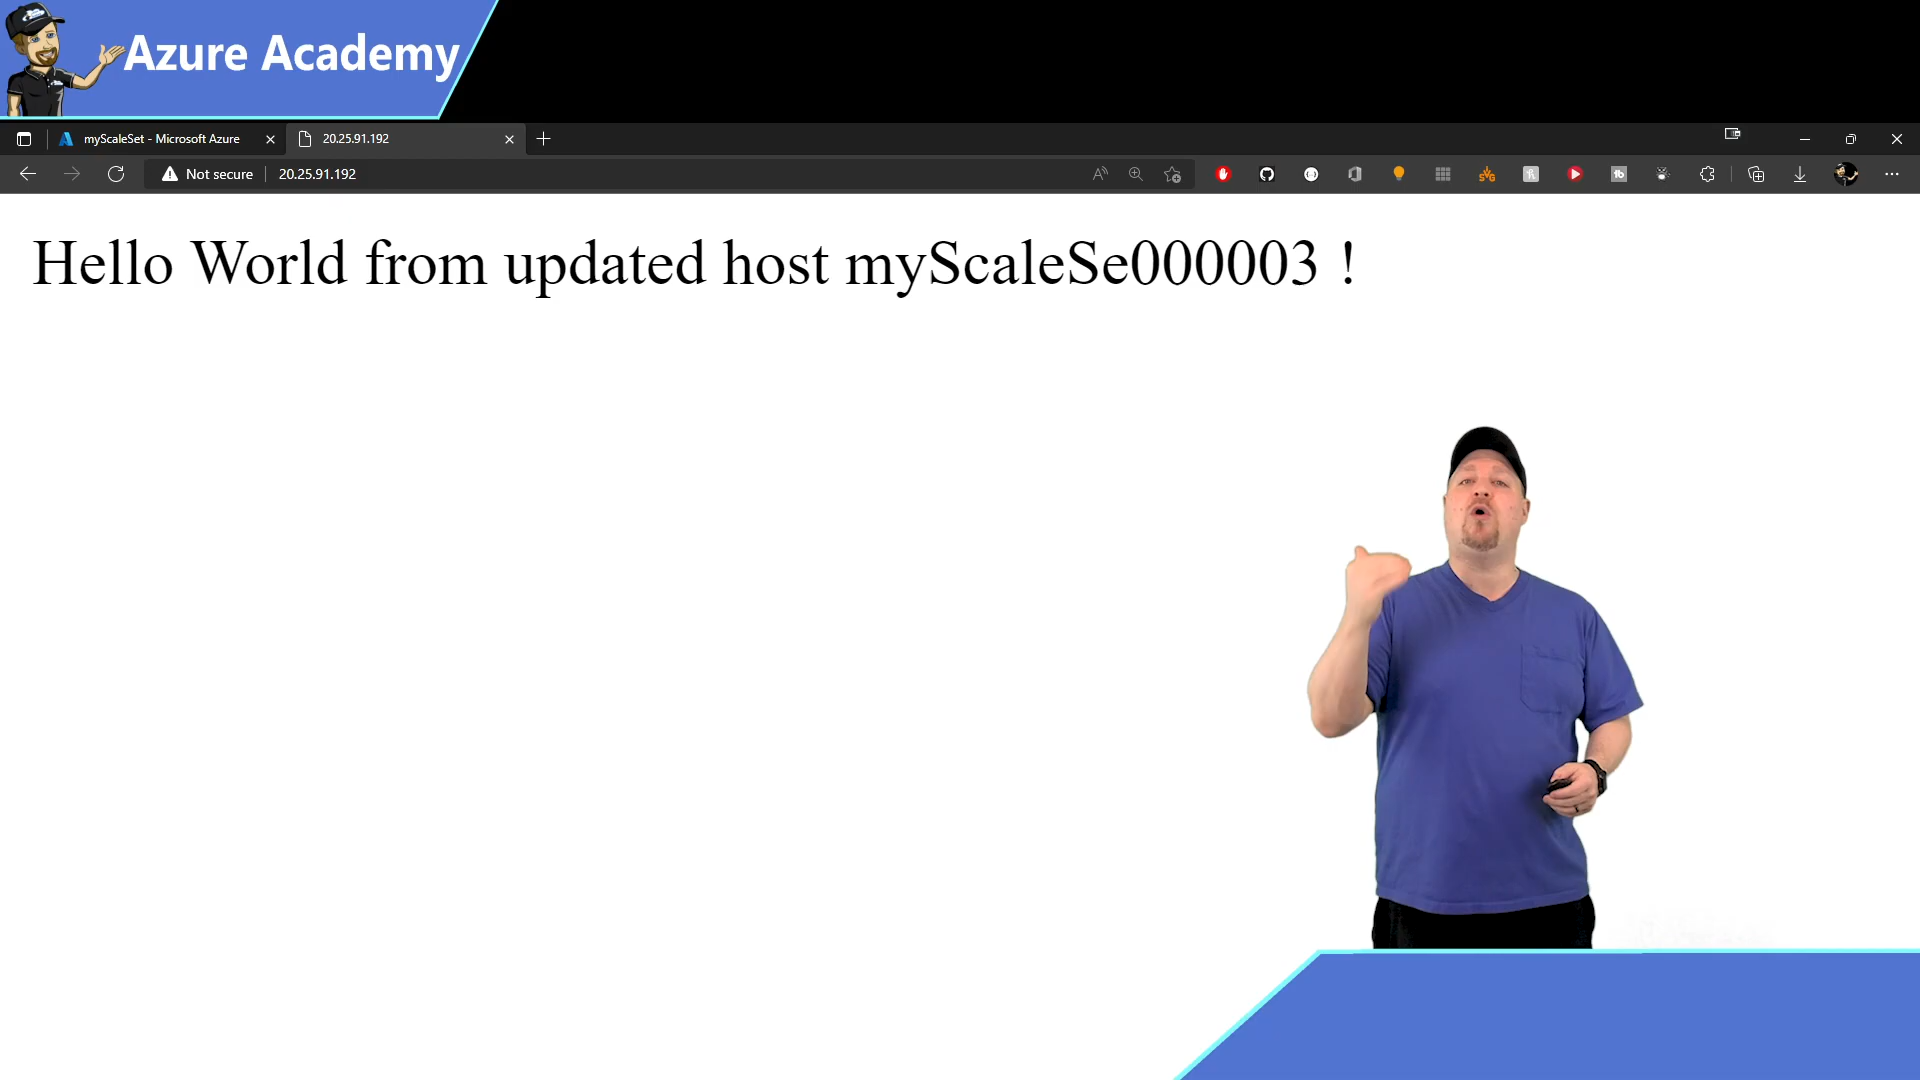 Azure Academy
myScaleSet - Microsoft Azure
20.25.91.192
Not secure
20.25.91.192
Hello World from updated host myScaleSe000003 !